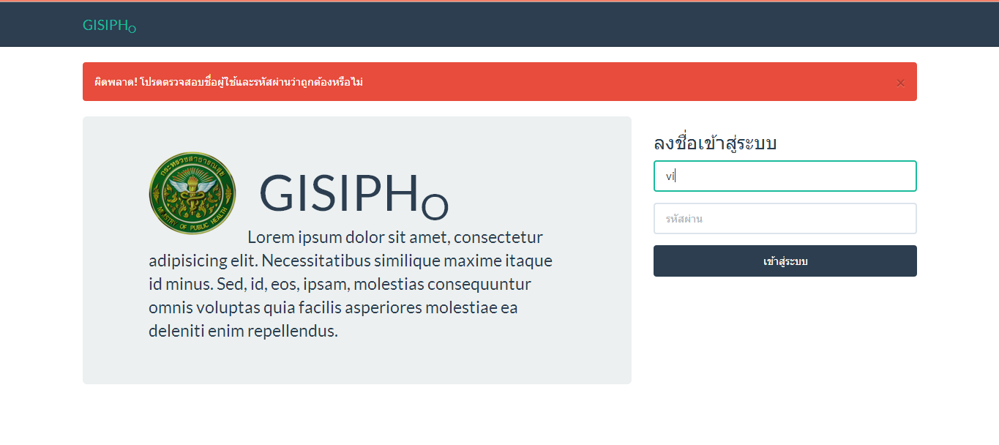 GISIPHO
ผิดพลาด! โปรดตรวจสอบชื่อผู้ใช้และรหัสผ่านว่าถูกต้องหรือไม่
×
กระทรวงสาธารณสุข
MINISTRY OF PUBLIC HEALTH
GISIPHO
Lorem ipsum dolor sit amet, consectetur
adipisicing elit. Necessitatibus similique maxime itaque
id minus. Sed, id, eos, ipsam, molestias consequuntur
omnis voluptas quia facilis asperiores molestiae ea
deleniti enim repellendus.
ลงชื่อเข้าสู่ระบบ
vi
รหัสผ่าน
เข้าสู่ระบบ